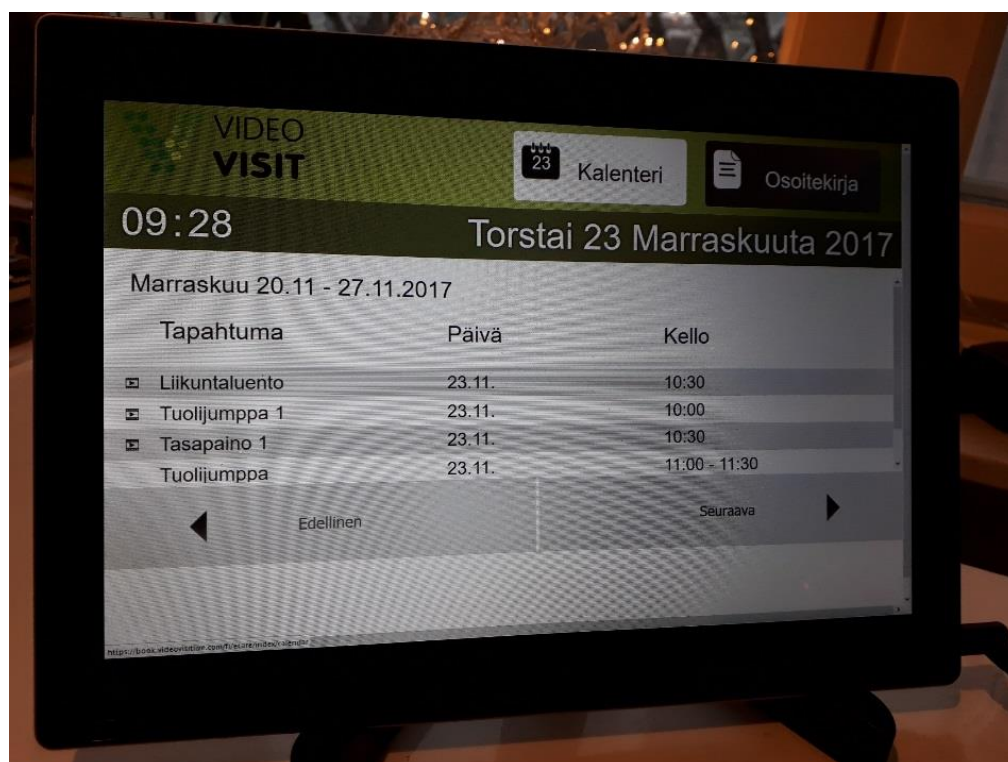 VIDEO
VISIT
23
Kalenteri
Osoitekirja
09:28
Torstai 23 Marraskuuta 2017
Marraskuu 20.11 - 27.11.2017
Tapahtuma Päivä Kello
Liikuntaluento 23.11. 10:30
Tuolijumppa 1 23.11. 10:00
Tasapaino 1 23.11. 10:30
Tuolijumppa 23.11. 11:00 - 11:30
Edellinen
Seuraava